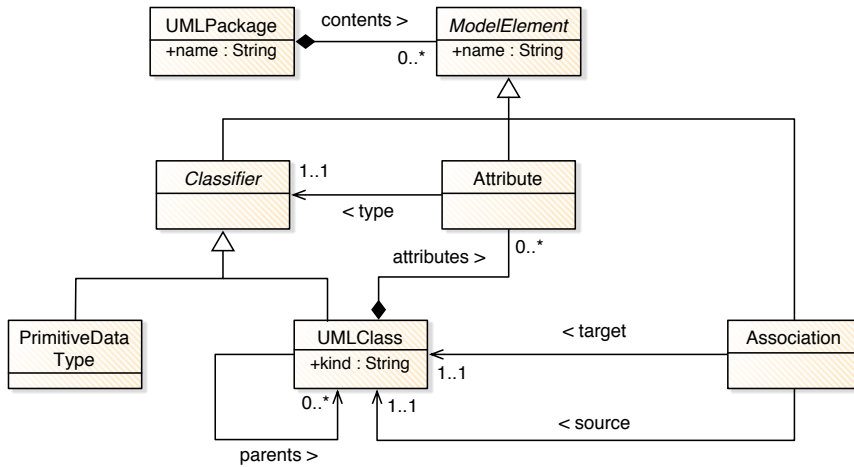 UMLPackage
+name : String
contents >
0..*
ModelElement
+name : String
Classifier
1..1
< type
Attribute
attributes >
0..*
PrimitiveData
Type
UMLClass
+kind : String
< target
1..1
Association
0..*
1..1
< source
parents >